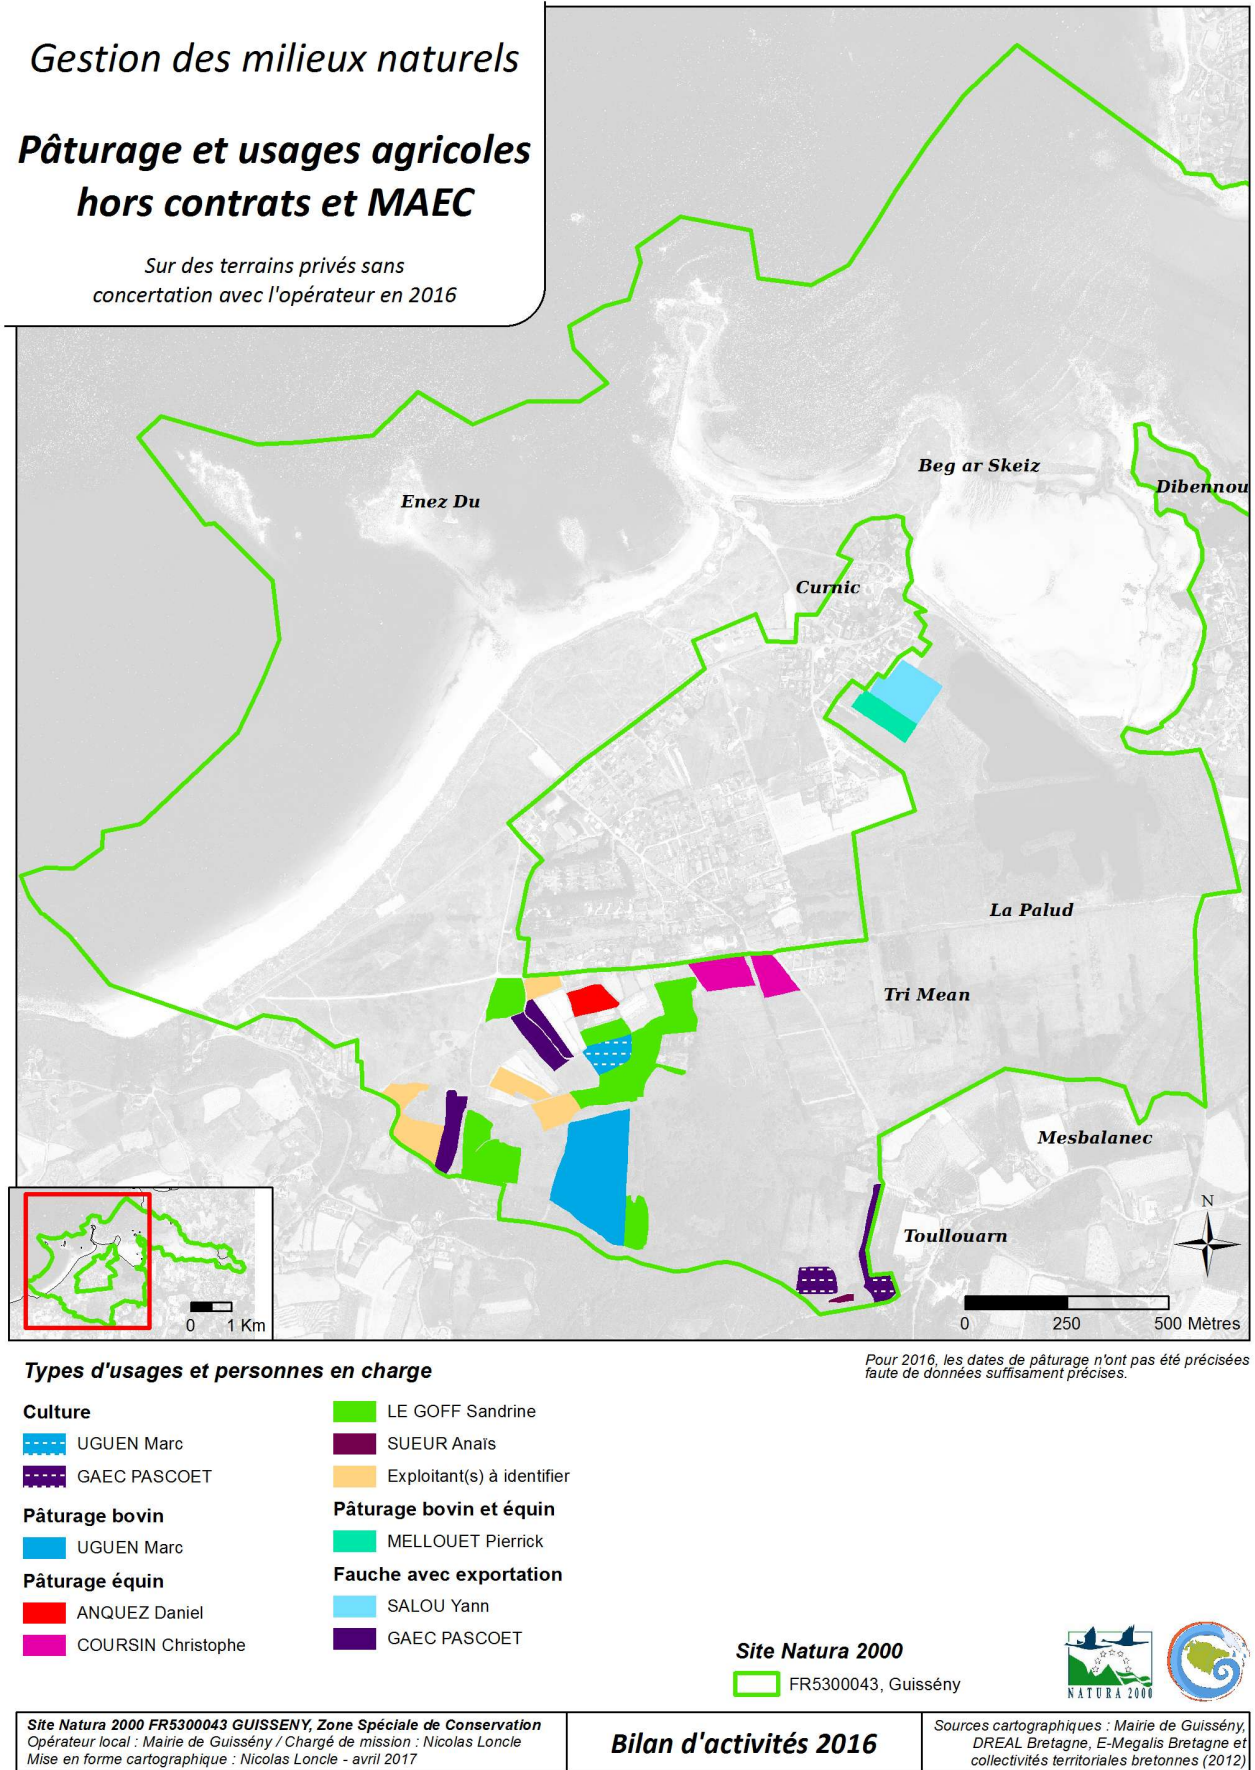 Gestion des milieux naturels
Pâturage et usages agricoles
hors contrats et MAEC
Sur des terrains privés sans
concertation avec l'opérateur en 2016
Enez Du
Beg ar Skeiz
Dibennou
Curnic
La Palud
Tri Mean
Mesbalanec
Toullouarn
N
0 250 500 Mètres
0 1 Km
Types d'usages et personnes en charge
Pour 2016, les dates de pâturage n'ont pas été précisées
faute de données suffisament précises.
Culture
UGUEN Marc
GAEC PASCOET
Pâturage bovin
UGUEN Marc
Pâturage équin
ANQUEZ Daniel
COURSIN Christophe
LE GOFF Sandrine
SUEUR Anaïs
Exploitant(s) à identifier
Pâturage bovin et équin
MELLOUET Pierrick
Fauche avec exportation
SALOU Yann
GAEC PASCOET
Site Natura 2000
FR5300043, Guissény
NATURA 2000
Site Natura 2000 FR5300043 GUISSENY, Zone Spéciale de Conservation
Opérateur local : Mairie de Guissény / Chargé de mission : Nicolas Loncle
Mise en forme cartographique : Nicolas Loncle - avril 2017
Bilan d'activités 2016
Sources cartographiques : Mairie de Guissény,
DREAL Bretagne, E-Megalis Bretagne et
collectivités territoriales bretonnes (2012)